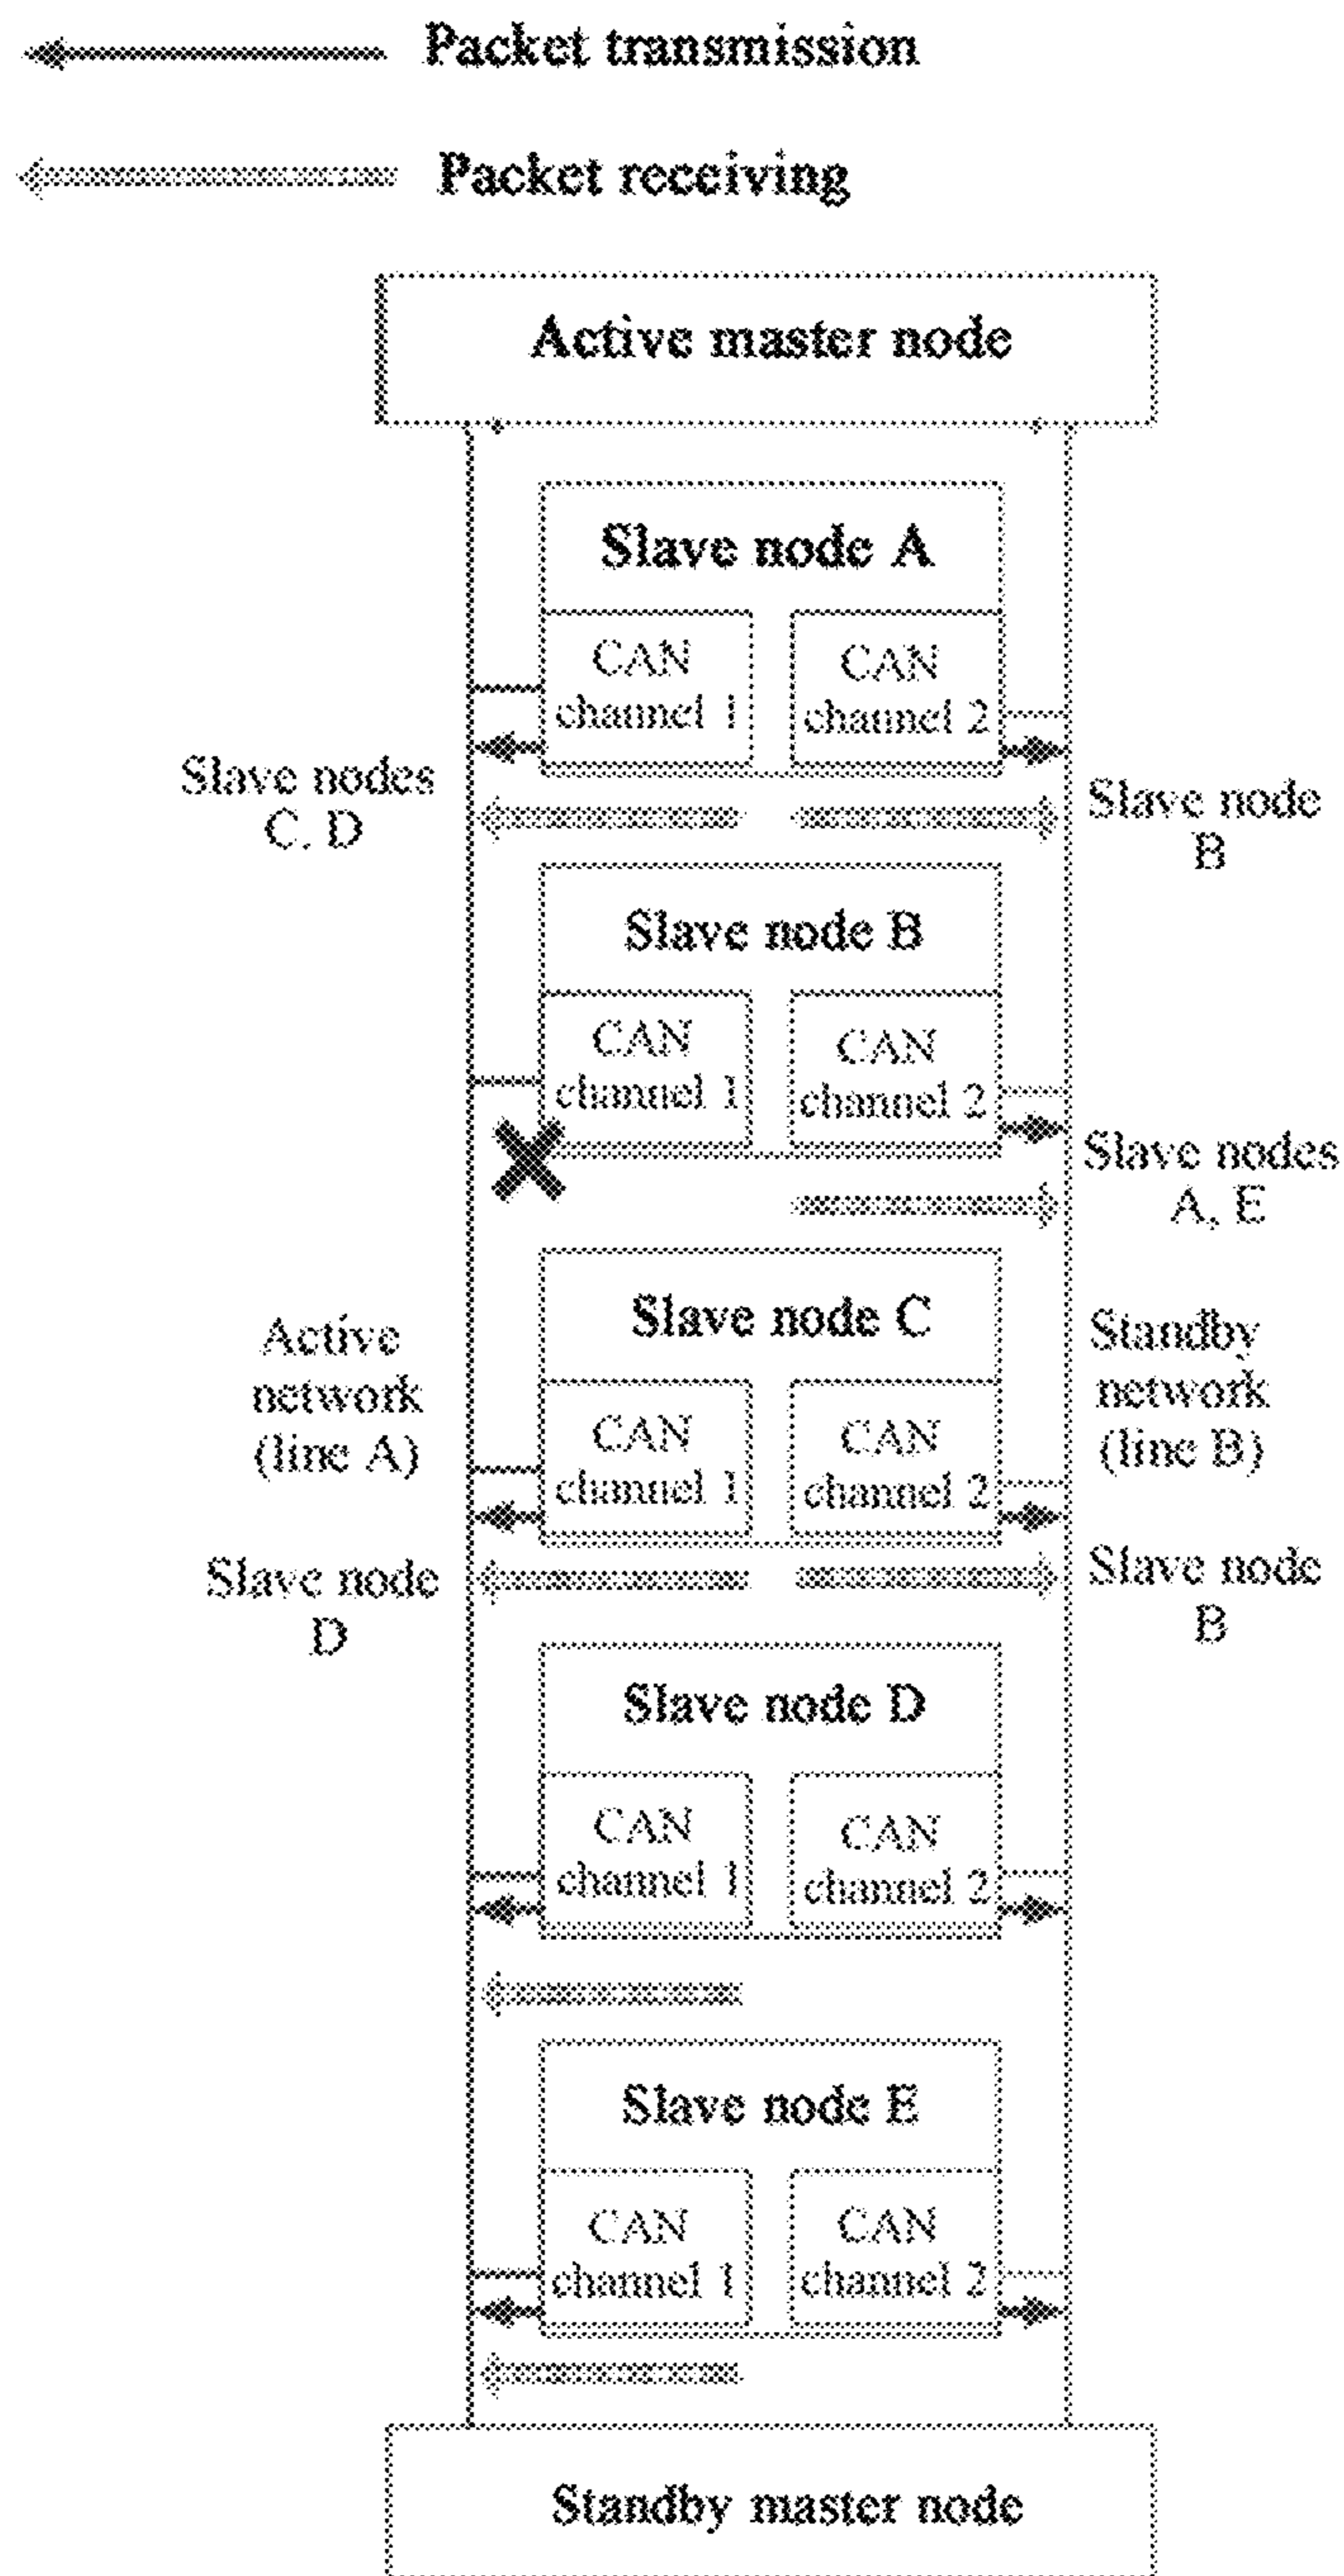 Packet transmission
Packet receiving
Active master node
Slave node A
CAN
channel 1
CAN
channel 2
Slave nodes
C, D
Slave node
B
Slave node B
CAN
channel 1
CAN
channel 2
Slave nodes
A, E
Slave node C
Active
network
(line A)
Standby
network
(line B)
CAN
channel 1
CAN
channel 2
Slave node
D
Slave node
B
Slave node D
CAN
channel 1
CAN
channel 2
Slave node E
CAN
channel 1
CAN
channel 2
Standby master node